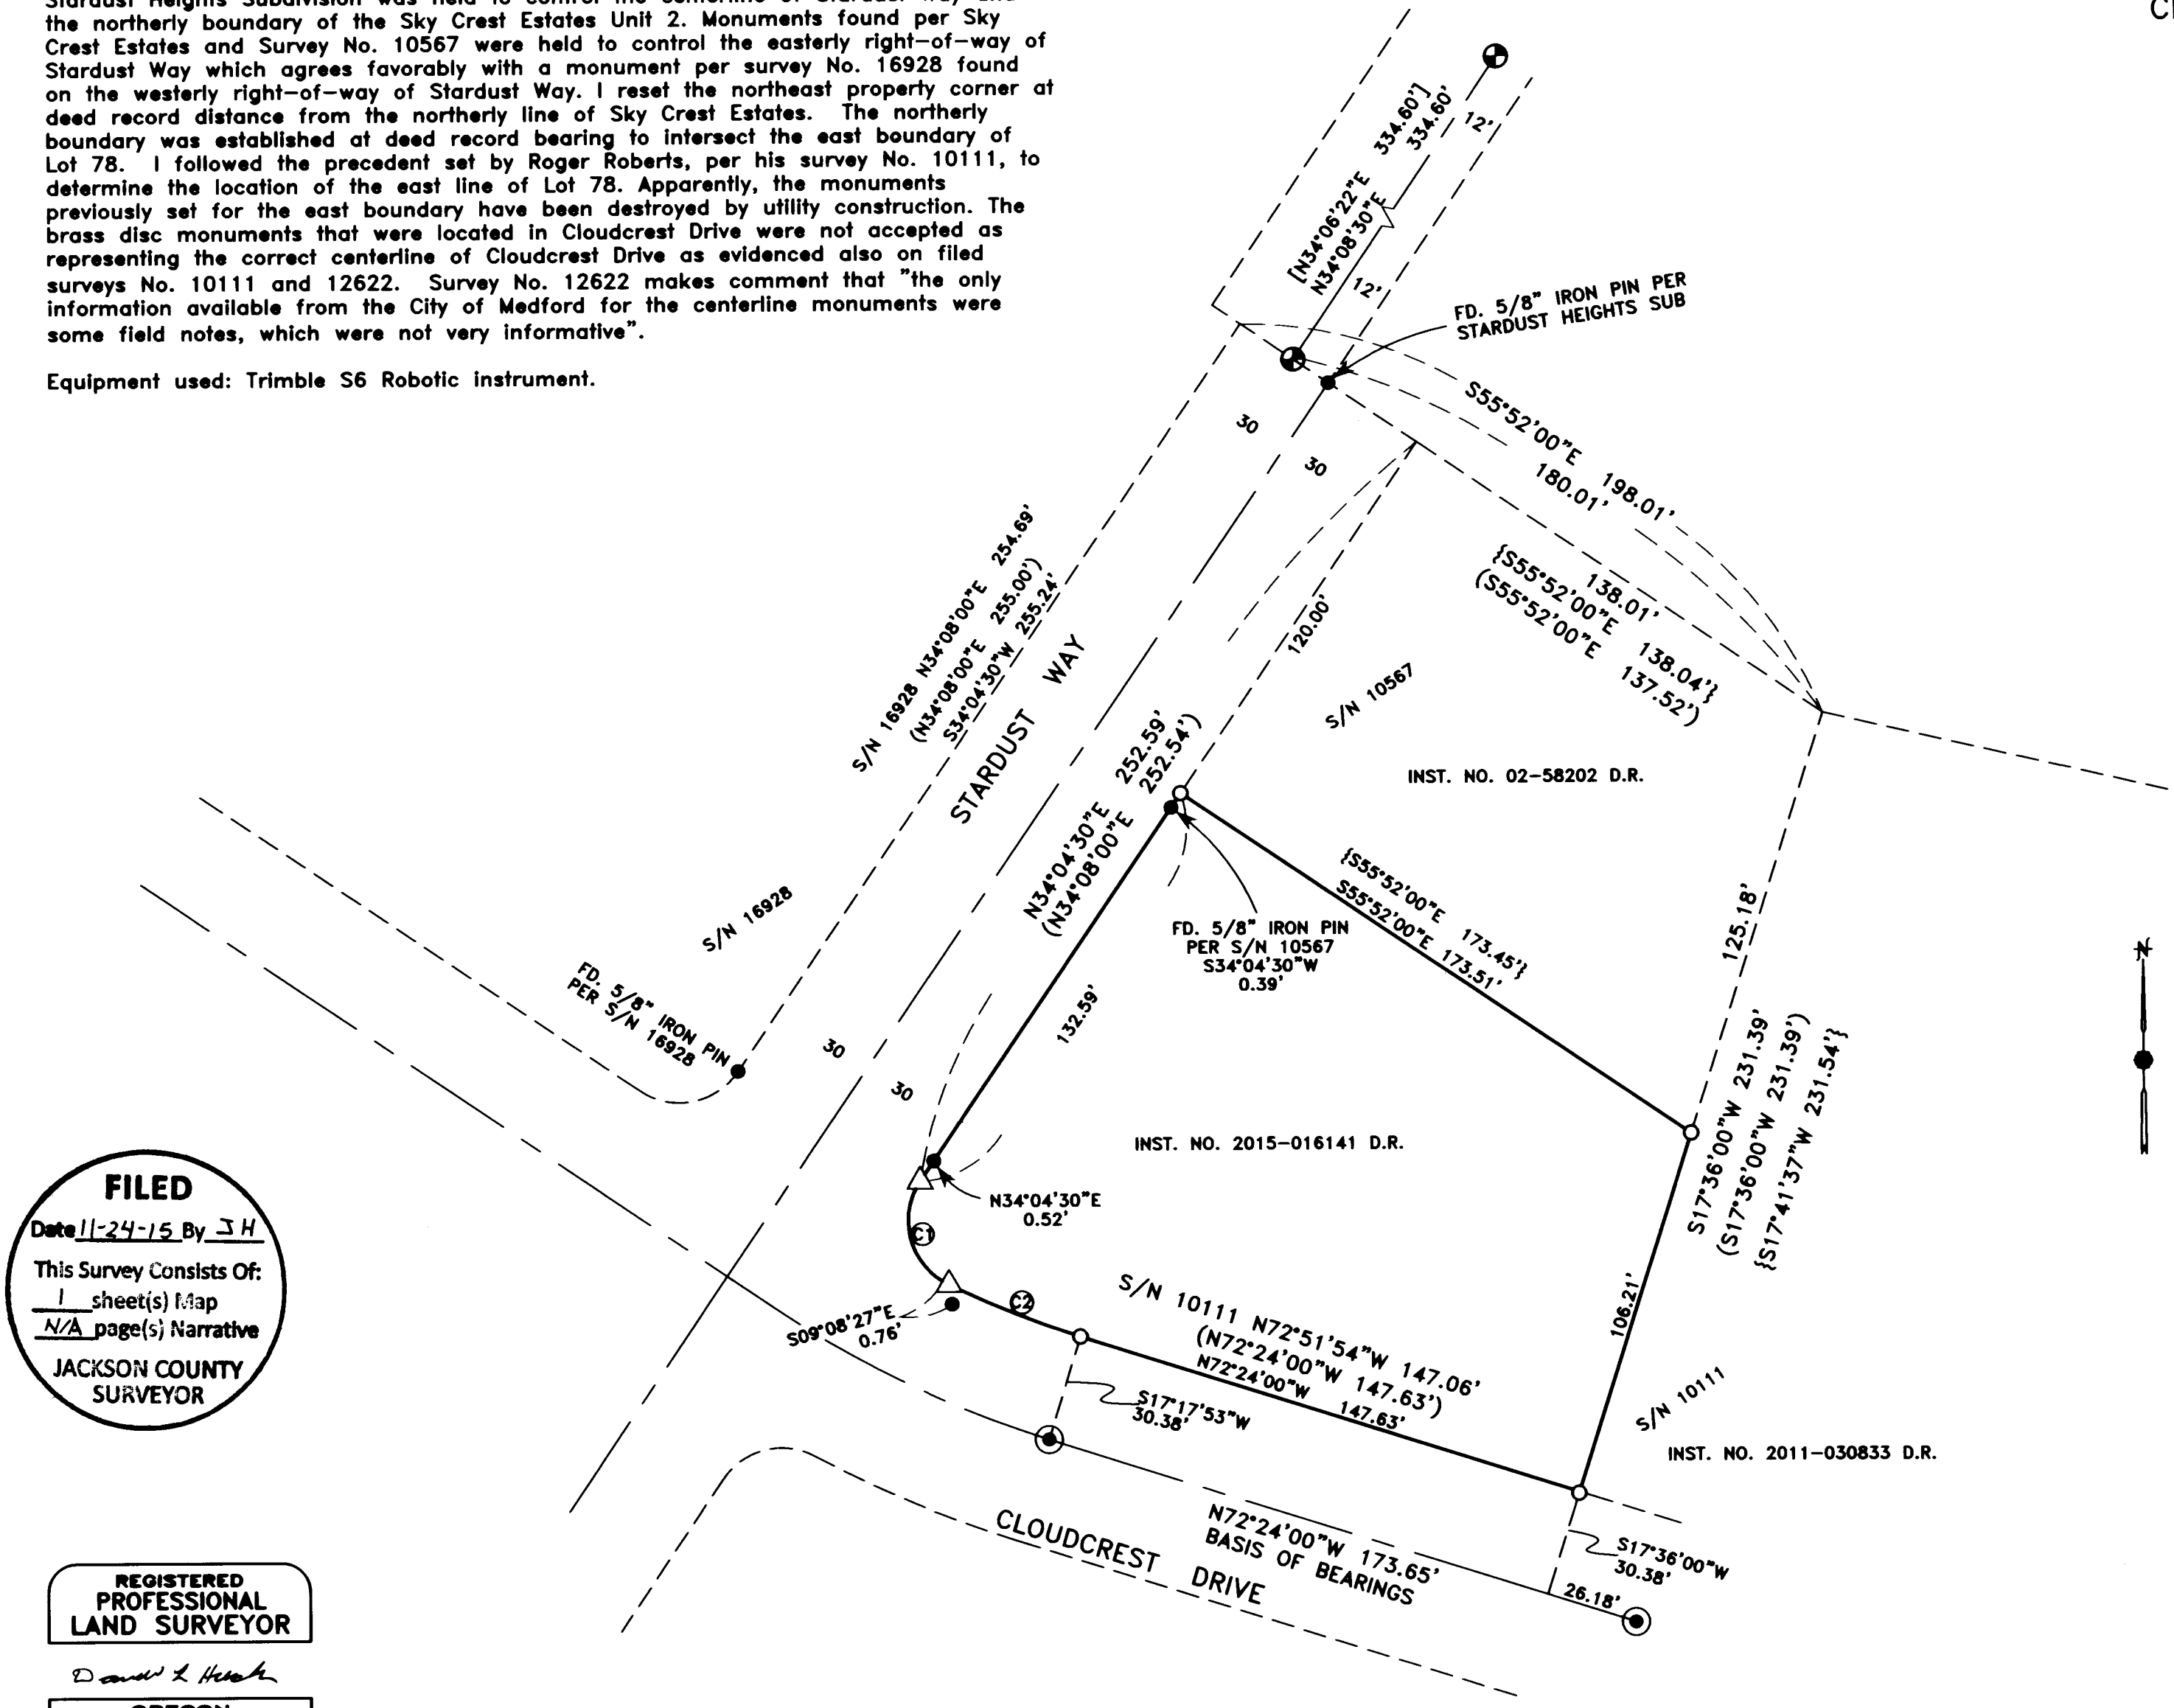 the northerly boundary of the Sky Crest Estates Unit 2. Monuments found per Sky
Crest Estates and Survey No. 10567 were held to control the easterly right-of-way of
Stardust Way which agrees favorably with a monument per survey No. 16928 found
on the westerly right-of-way of Stardust Way. I reset the northeast property corner at
deed record distance from the northerly line of Sky Crest Estates. The northerly
boundary was established at deed record bearing to intersect the east boundary of
Lot 78. I followed the precedent set by Roger Roberts, per his survey No. 10111, to
determine the location of the east line of Lot 78. Apparently, the monuments
previously set for the east boundary have been destroyed by utility construction. The
brass disc monuments that were located in Cloudcrest Drive were not accepted as
representing the correct centerline of Cloudcrest Drive as evidenced also on filed
surveys No. 10111 and 12622. Survey No. 12622 makes comment that "the only
information available from the City of Medford for the centerline monuments were
some field notes, which were not very informative".
Equipment used: Trimble S6 Robotic instrument.
[N34°06'22"E 334.60']
N34°08'30"E 334.60'
12'
12'
FD. 5/8" IRON PIN PER
STARDUST HEIGHTS SUB
30
30
S55°52'00"E 198.01'
180.01'
138.01'
{S55°52'00"E 138.04'}
(S55°52'00"E 137.52')
S/N 16928 N34°08'00"E 254.69'
(N34°08'00"E 255.00')
S34°04'30"W 255.24'
STARDUST WAY
120.00'
S/N 10567
INST. NO. 02-58202 D.R.
N34°04'30"E 252.59'
(N34°08'00"E 252.54')
FD. 5/8" IRON PIN
PER S/N 10567
S34°04'30"W
0.39'
{S55°52'00"E 173.45'}
S55°52'00"E 173.51'
125.18'
S/N 16928
FD. 5/8" IRON PIN
PER S/N 16928
132.59'
30
30
N
S17°36'00"W 231.39'
(S17°36'00"W 231.39')
{S17°41'37"W 231.54'}
INST. NO. 2015-016141 D.R.
N34°04'30"E
0.52'
C1
C2
S09°08'27"E
0.76'
S/N 10111 N72°51'54"W 147.06'
(N72°24'00"W 147.63')
N72°24'00"W
147.63'
106.21'
S17°17'53"W
30.38'
S/N 10111
INST. NO. 2011-030833 D.R.
N72°24'00"W 173.65'
BASIS OF BEARINGS
S17°36'00"W
30.38'
26.18'
CLOUDCREST DRIVE
FILED
Date 11-24-15 By JH
This Survey Consists Of:
1 sheet(s) Map
N/A page(s) Narrative
JACKSON COUNTY
SURVEYOR
REGISTERED
PROFESSIONAL
LAND SURVEYOR